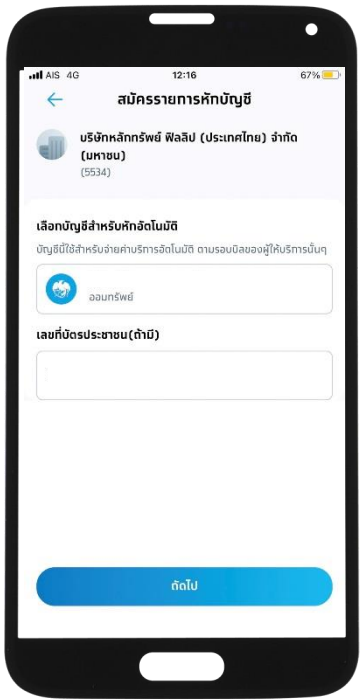 AIS 4G 12:16 67%
สมัครรายการหักบัญชี
บริษัทหลักทรัพย์ ฟิลลิป (ประเทศไทย) จำกัด
(มหาชน)
(5534)
เลือกบัญชีสำหรับหักอัตโนมัติ
บัญชีนี้ใช้สำหรับจ่ายค่าบริการอัตโนมัติ ตามรอบบิลของผู้ให้บริการนั้นๆ
ออมทรัพย์
เลขที่บัตรประชาชน(ถ้ามี)
ถัดไป